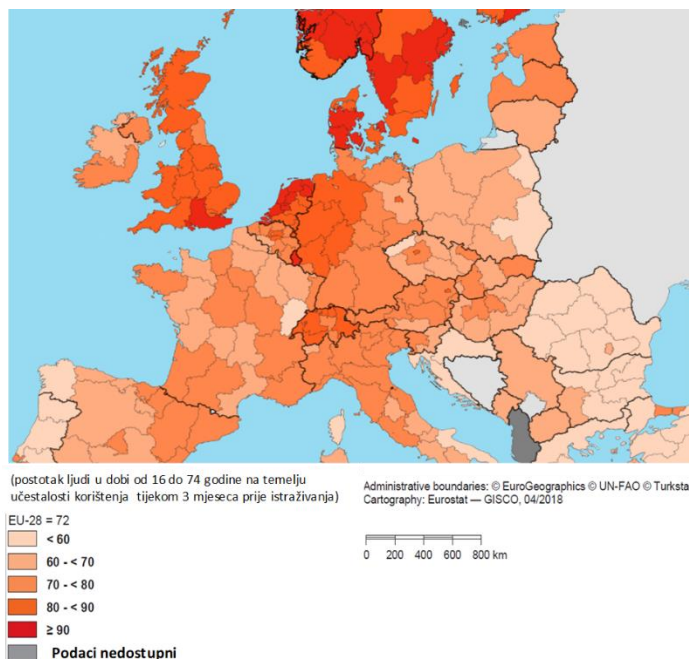 (postotak ljudi u dobi od 16 do 74 godine na temelju
učestalosti korištenja tijekom 3 mjeseca prije istraživanja)
Administrative boundaries: © EuroGeographics © UN-FAO © Turksta
Cartography: Eurostat — GISCO, 04/2018
EU-28 = 72
< 60
60 - < 70
70 - < 80
80 - < 90
≥ 90
Podaci nedostupni
0 200 400 600 800 km